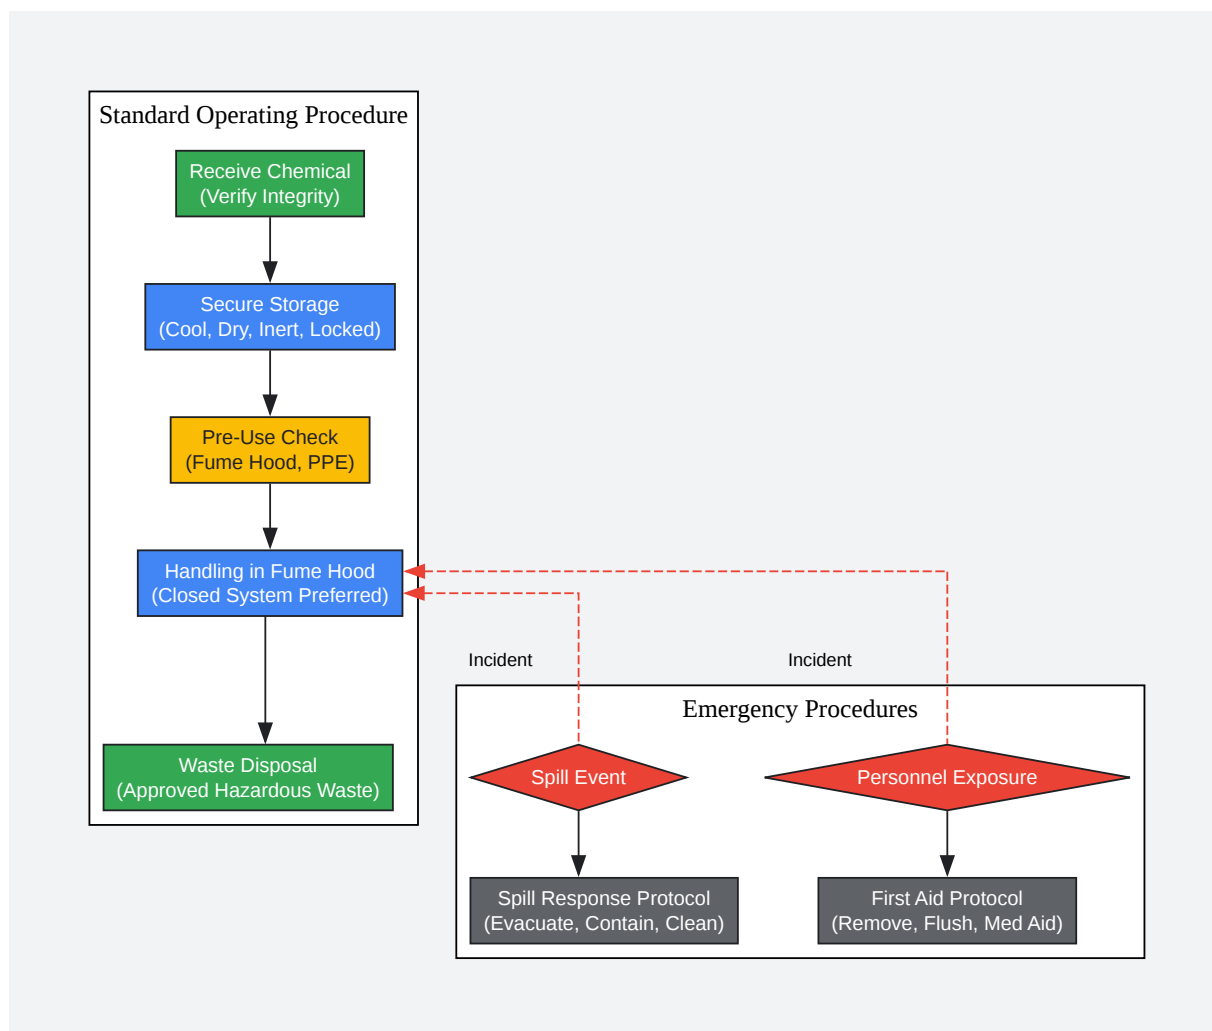 Standard Operating Procedure
Receive Chemical
(Verify Integrity)
Secure Storage
(Cool, Dry, Inert, Locked)
Pre-Use Check
(Fume Hood, PPE)
Handling in Fume Hood
(Closed System Preferred)
Waste Disposal
(Approved Hazardous Waste)
Incident
Incident
Emergency Procedures
Spill Event
Personnel Exposure
Spill Response Protocol
(Evacuate, Contain, Clean)
First Aid Protocol
(Remove, Flush, Med Aid)